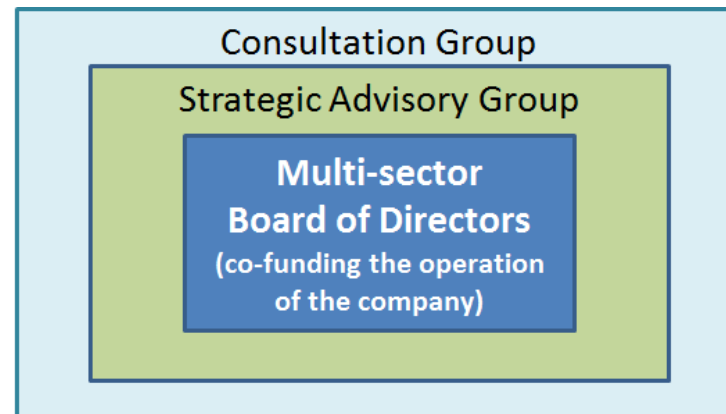 Consultation Group
Strategic Advisory Group
Multi-sector
Board of Directors
(co-funding the operation
of the company)